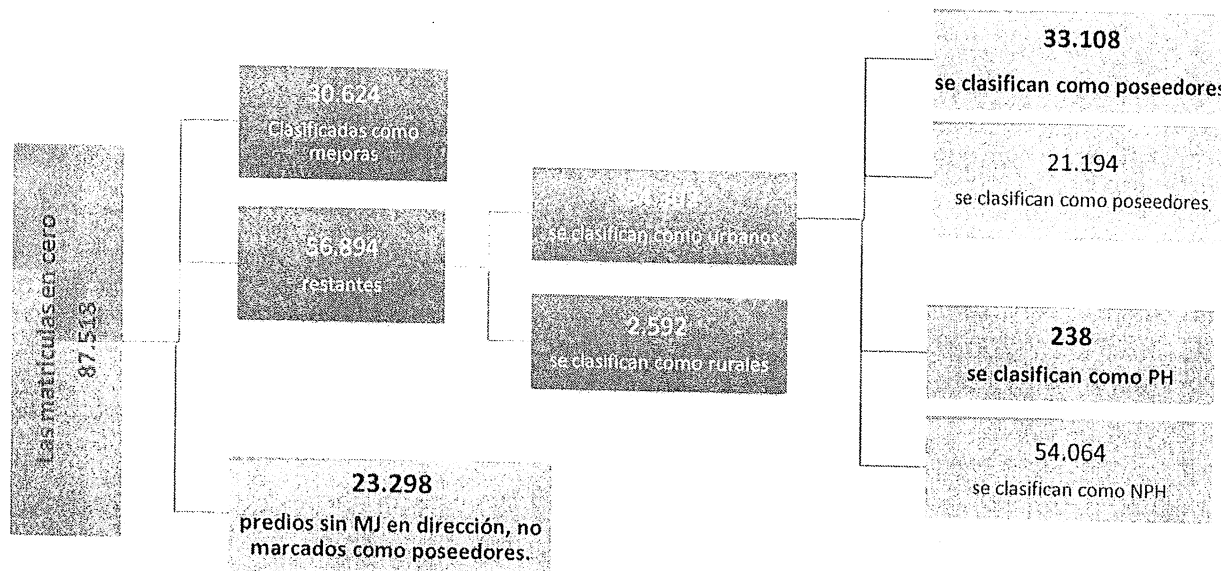 Las matrículas en cero
87.518
30.624
Clasificadas como
mejoras
56.894
restantes
23.298
predios sin MJ en dirección, no
marcados como poseedores.
se clasifican como urbanos
2.592
se clasifican como rurales
33.108
se clasifican como poseedores
21.194
se clasifican como poseedores.
238
se clasifican como PH
54.064
se clasifican como NPH